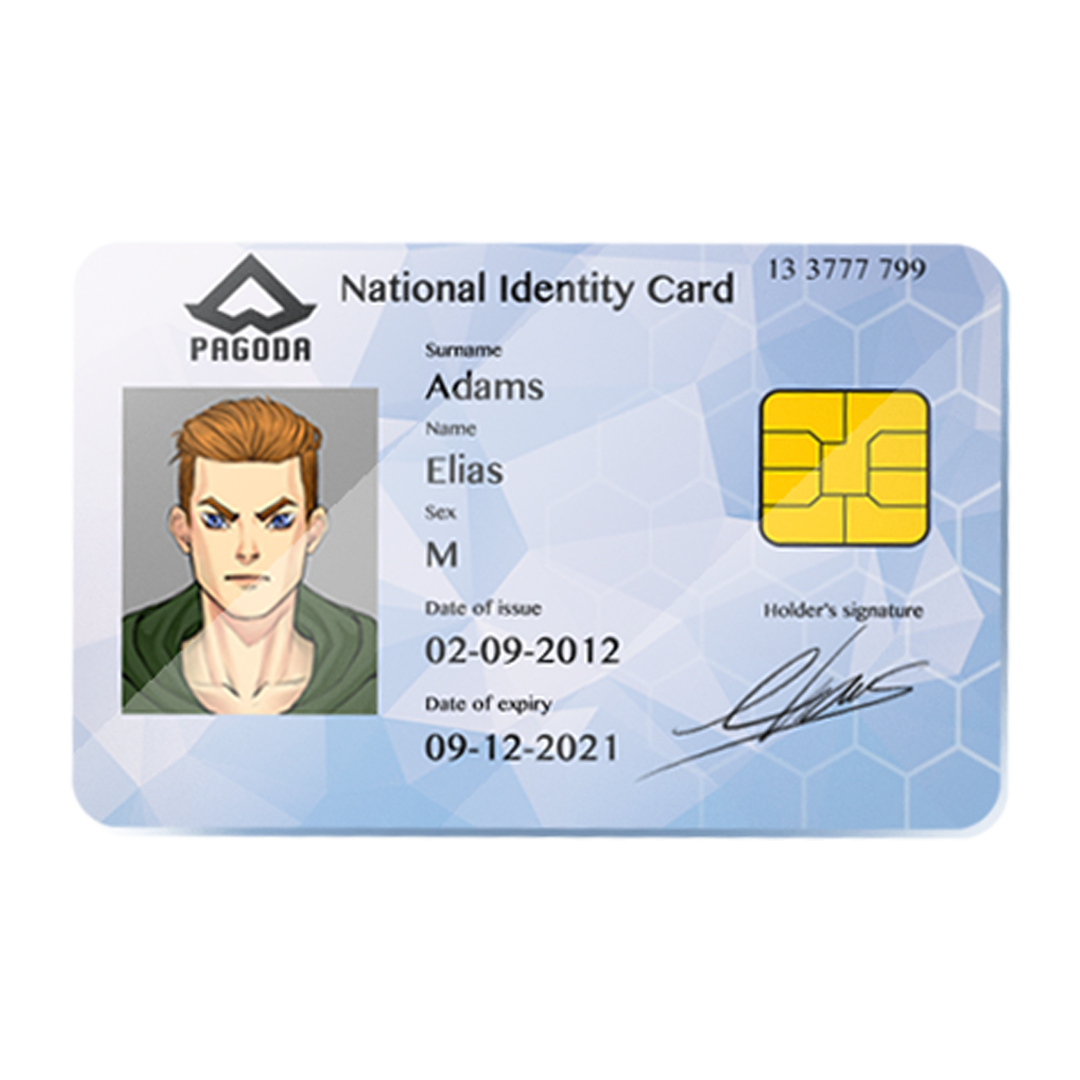 National Identity Card
13 3777 799
PAGODA
Surname
Adams
Name
Elias
Sex
M
Date of issue
02-09-2012
Date of expiry
09-12-2021
Holder's signature